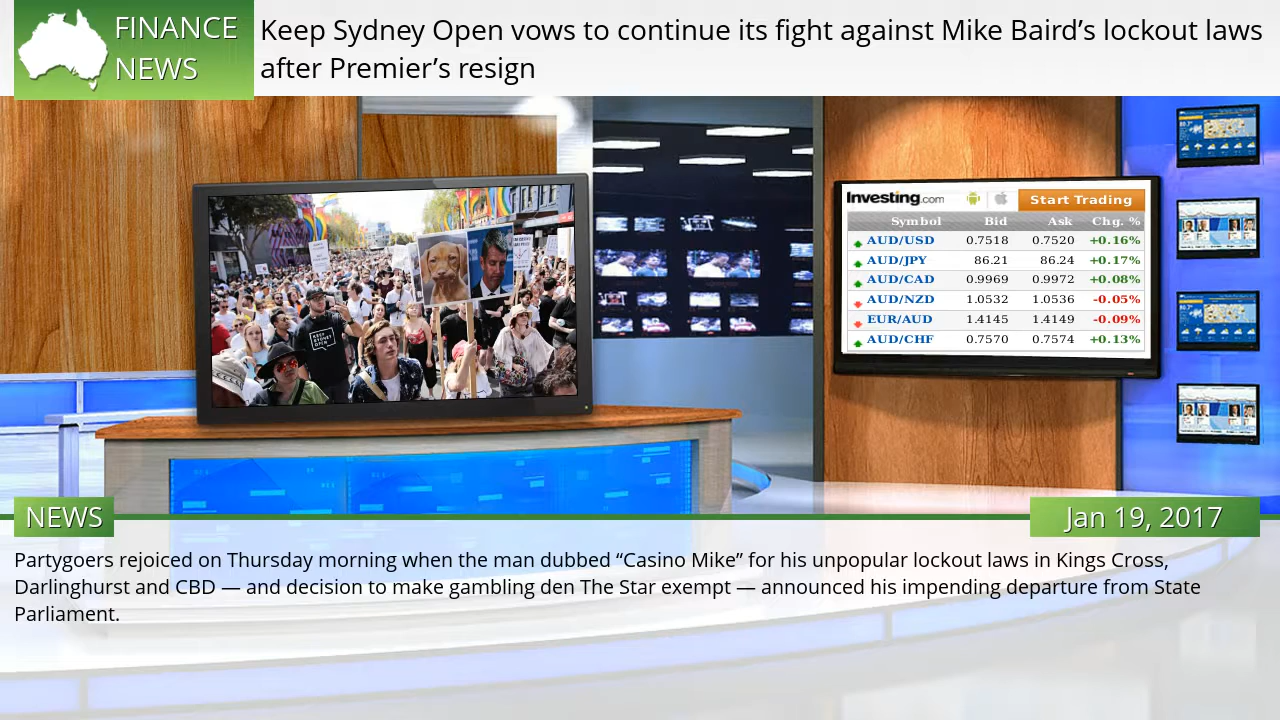 FINANCE
NEWS
Keep Sydney Open vows to continue its fight against Mike Baird’s lockout laws
after Premier’s resign
Investing.com
Start Trading
Symbol Bid Ask Chg. %
AUD/USD 0.7518 0.7520 +0.16%
AUD/JPY 86.21 86.24 +0.17%
AUD/CAD 0.9969 0.9972 +0.08%
AUD/NZD 1.0532 1.0536 -0.05%
EUR/AUD 1.4145 1.4149 -0.09%
AUD/CHF 0.7570 0.7574 +0.13%
NEWS
Jan 19, 2017
Partygoers rejoiced on Thursday morning when the man dubbed “Casino Mike” for his unpopular lockout laws in Kings Cross,
Darlinghurst and CBD — and decision to make gambling den The Star exempt — announced his impending departure from State
Parliament.